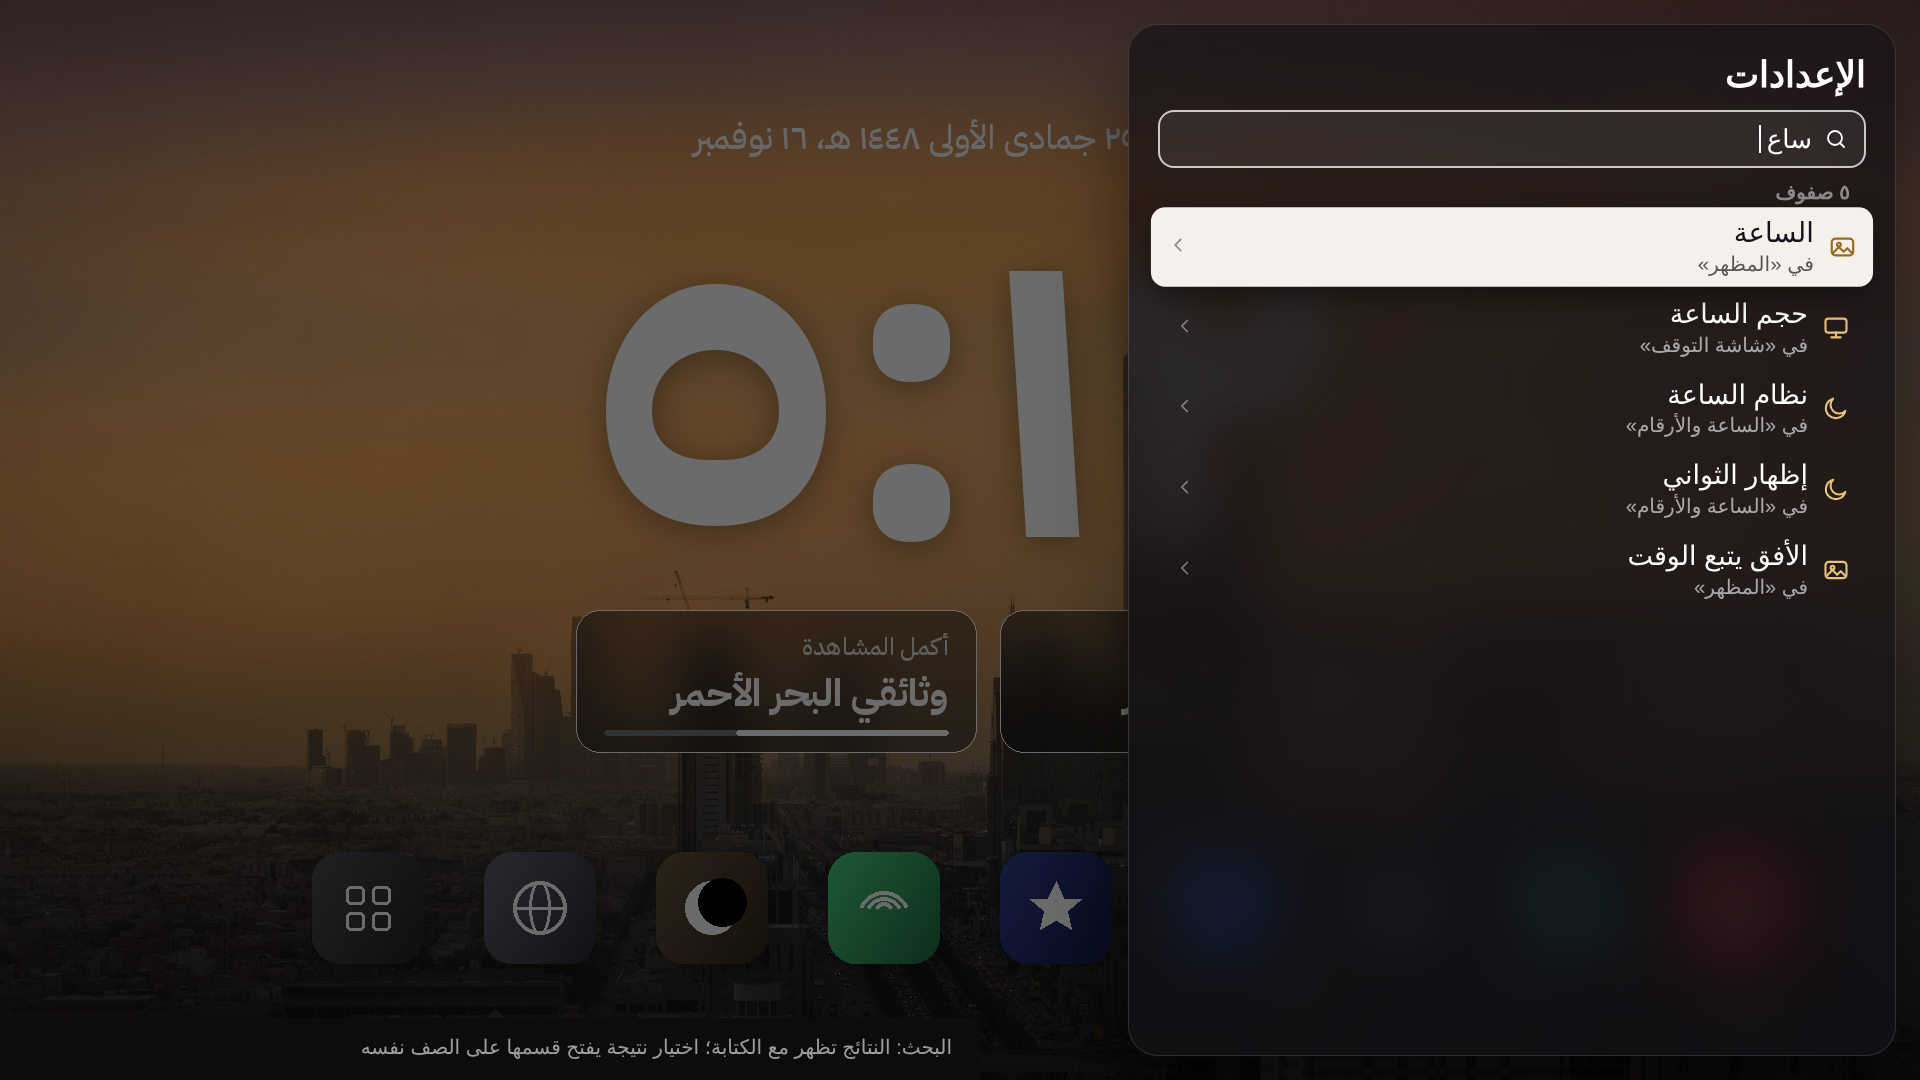 الإعدادات
ساع
٥ صفوف
الساعة
في «المظهر»
حجم الساعة
في «شاشة التوقف»
نظام الساعة
في «الساعة والأرقام»
إظهار الثواني
في «الساعة والأرقام»
الأفق يتبع الوقت
في «المظهر»
جمادى الأولى ١٤٤٨ هـ، ١٦ نوفمبر
أكمل المشاهدة
وثائقي البحر الأحمر
البحث: النتائج تظهر مع الكتابة؛ اختيار نتيجة يفتح قسمها على الصف نفسه